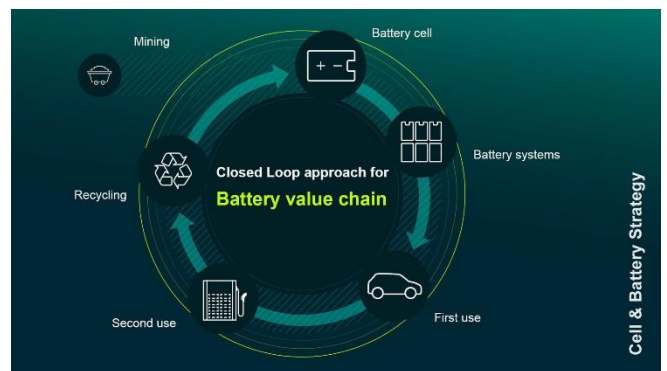 Mining
Battery cell
Battery systems
Closed Loop approach for
Battery value chain
Recycling
First use
Second use
Cell & Battery Strategy